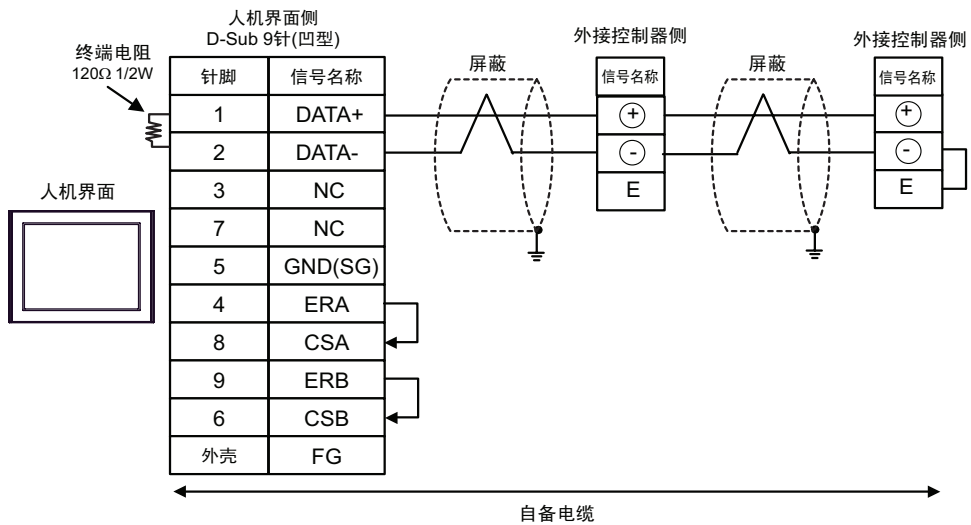 人机界面侧
D-Sub 9针(凹型)
终端电阻
120Ω 1/2W
人机界面
针脚 信号名称
1 DATA+
2 DATA-
3 NC
7 NC
5 GND(SG)
4 ERA
8 CSA
9 ERB
6 CSB
外壳 FG
屏蔽
外接控制器侧
信号名称
+
-
E
屏蔽
外接控制器侧
信号名称
+
-
E
自备电缆